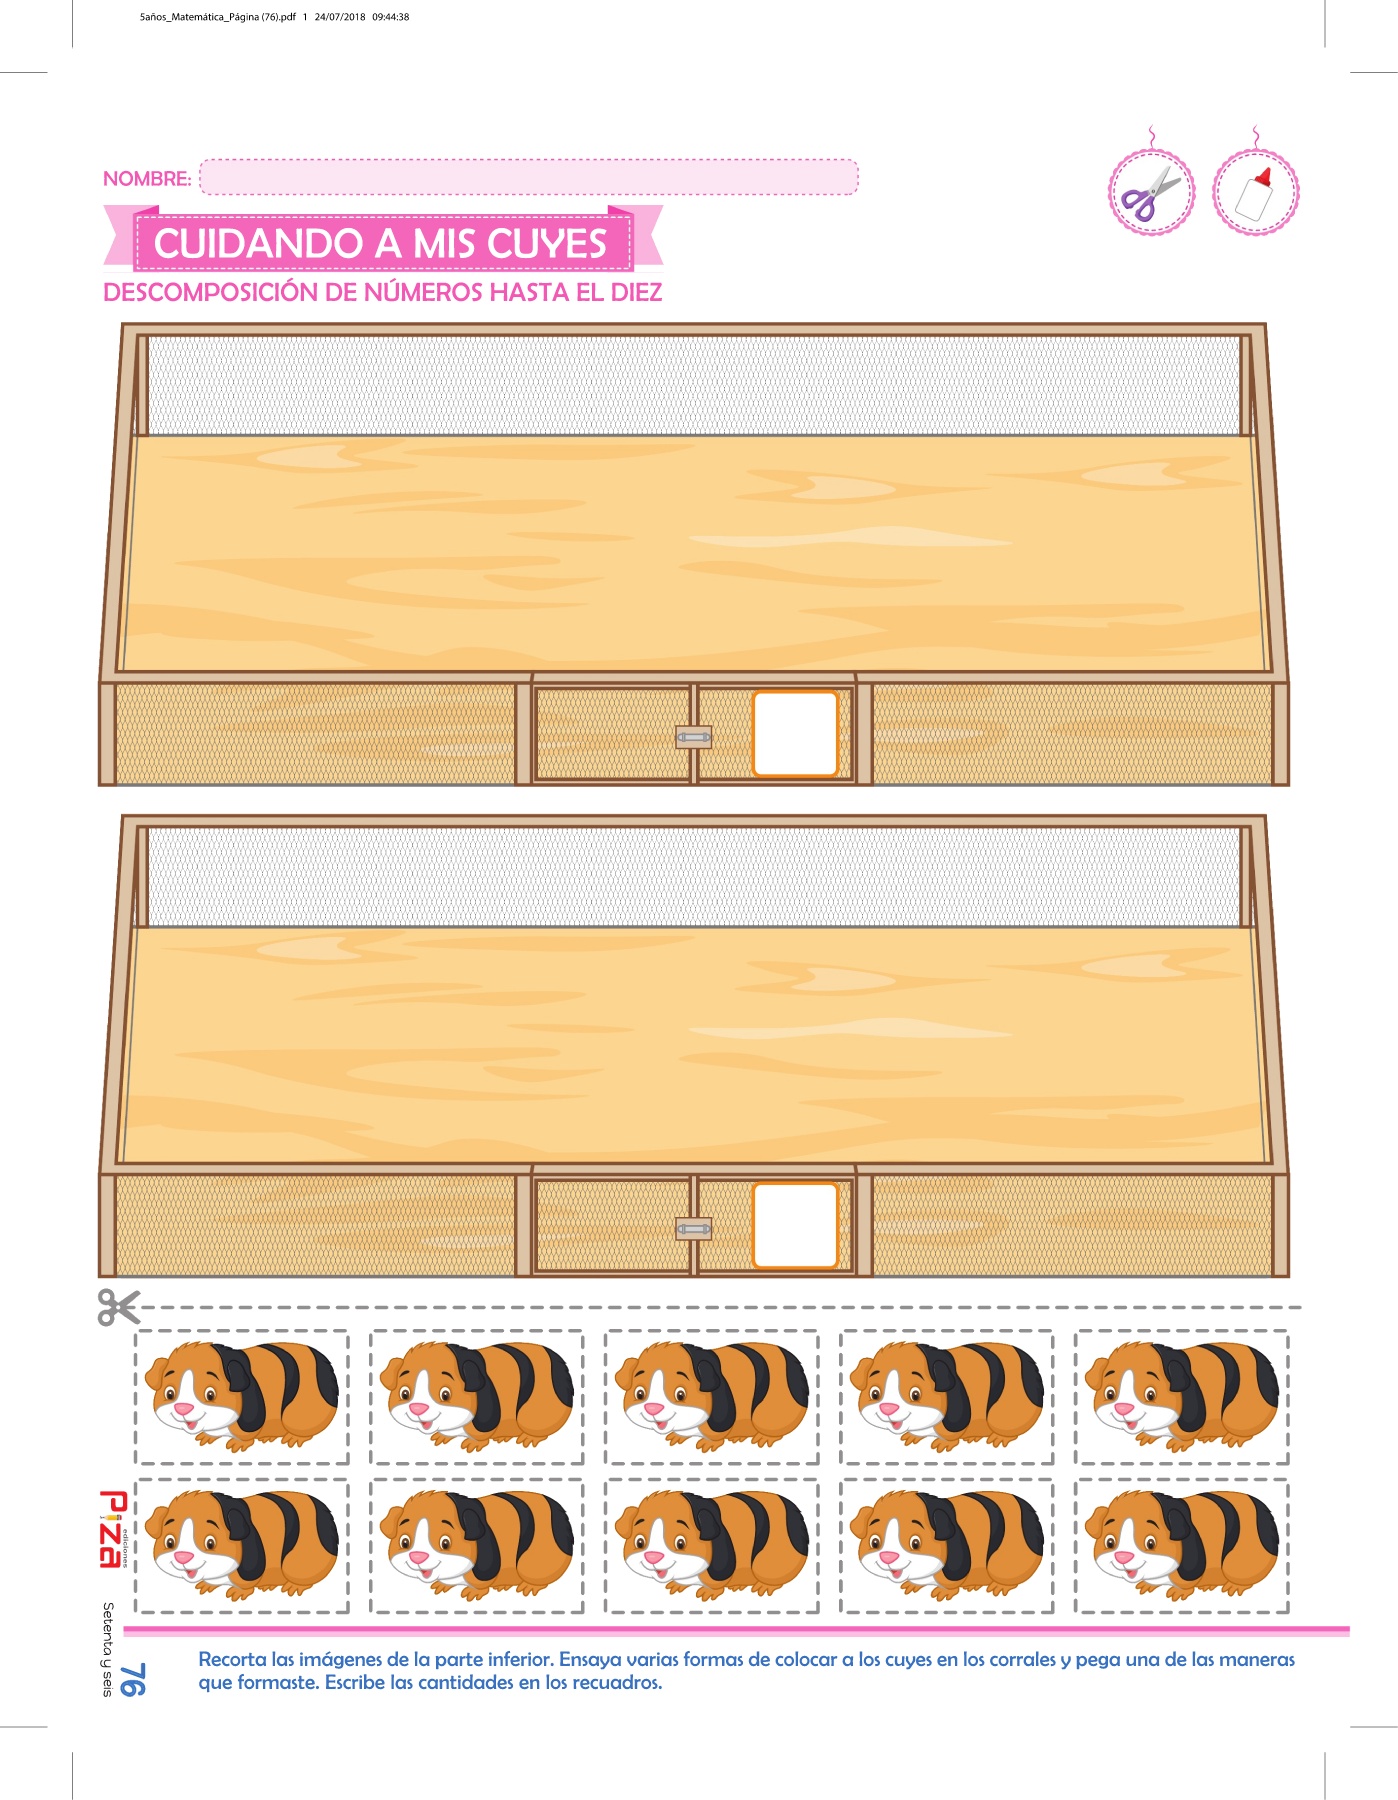 5años_Matemática_Página (76).pdf 1 24/07/2018 09:44:38
NOMBRE:
CUIDANDO A MIS CUYES
DESCOMPOSICIÓN DE NÚMEROS HASTA EL DIEZ
Piza
ediciones
Setenta y seis
76
Recorta las imágenes de la parte inferior. Ensaya varias formas de colocar a los cuyes en los corrales y pega una de las maneras
que formaste. Escribe las cantidades en los recuadros.